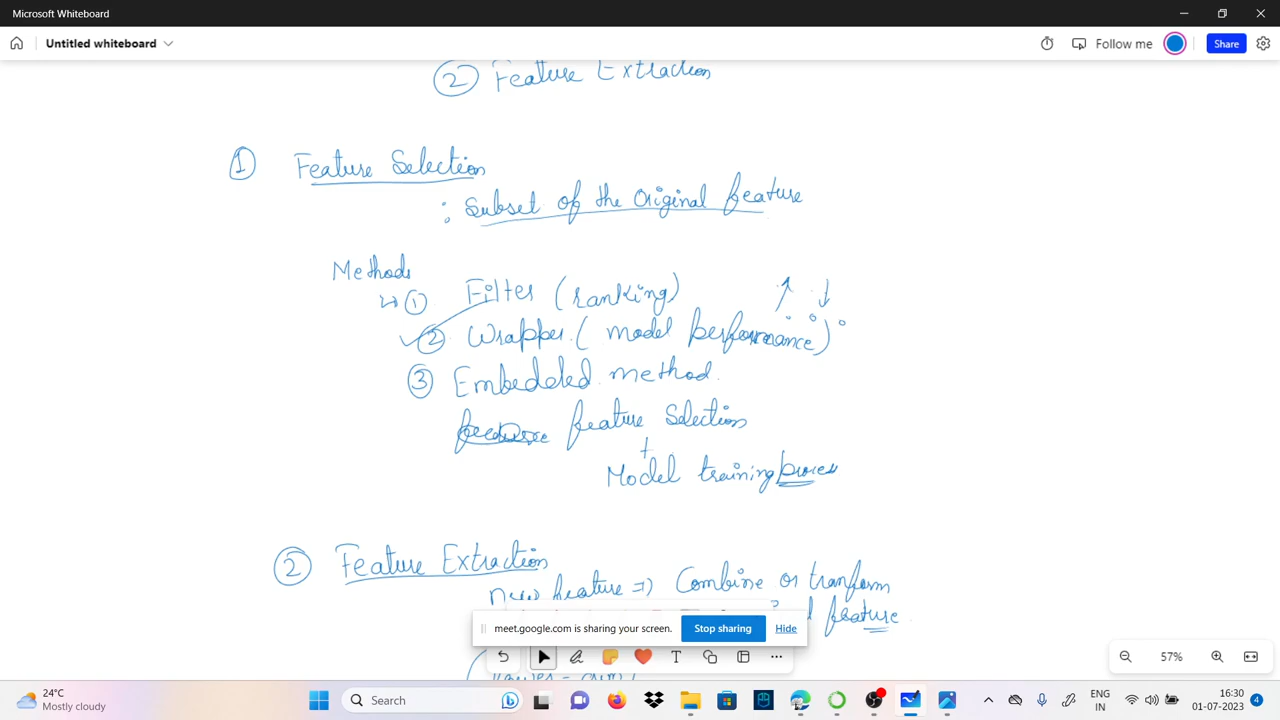 Microsoft Whiteboard
Untitled whiteboard
Follow me
Share
② Feature Extraction
① Feature Selection
: Subset of the Original feature
Methods
↳ ① Filter (ranking)
② Wrapper. ( model performance)
③ Embedded method.
feature Selection
+
Model training process
② Feature Extraction
new feature => Combine or tranform
feature
meet.google.com is sharing your screen.
Stop sharing
Hide
57%
24°C
Mostly cloudy
Search
ENG
IN
16:30
01-07-2023
4